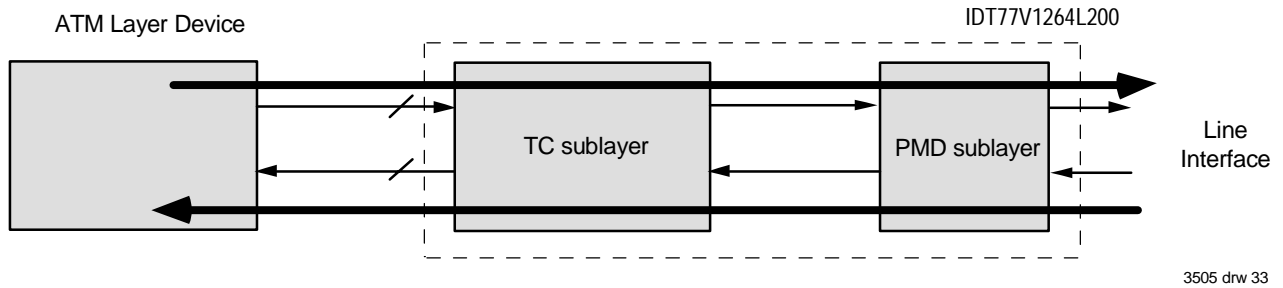 IDT77V1264L200
ATM Layer Device
TC sublayer
PMD sublayer
Line
Interface
3505 drw 33